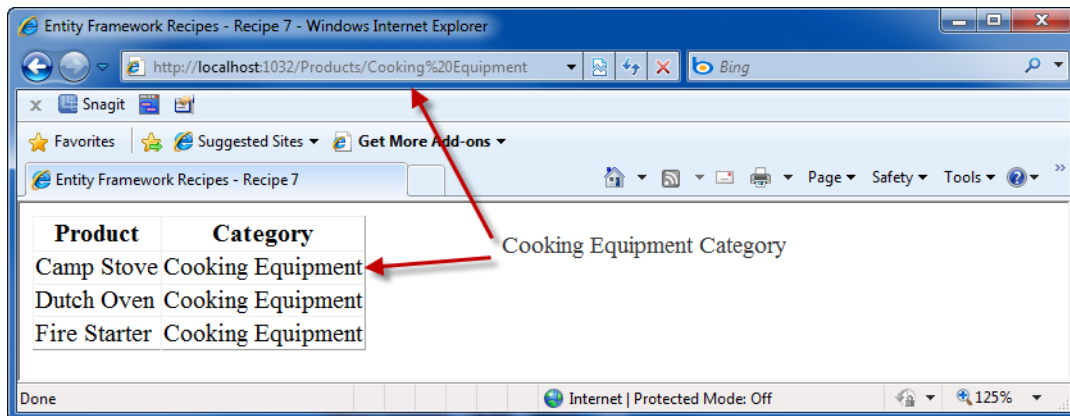 Entity Framework Recipes - Recipe 7 - Windows Internet Explorer
http://localhost:1032/Products/Cooking%20Equipment
Bing
x Snagit
Favorites Suggested Sites Get More Add-ons
Entity Framework Recipes - Recipe 7 Page Safety Tools »
Product Category
Cooking Equipment Category
Camp Stove Cooking Equipment
Dutch Oven Cooking Equipment
Fire Starter Cooking Equipment
Done Internet | Protected Mode: Off 125%